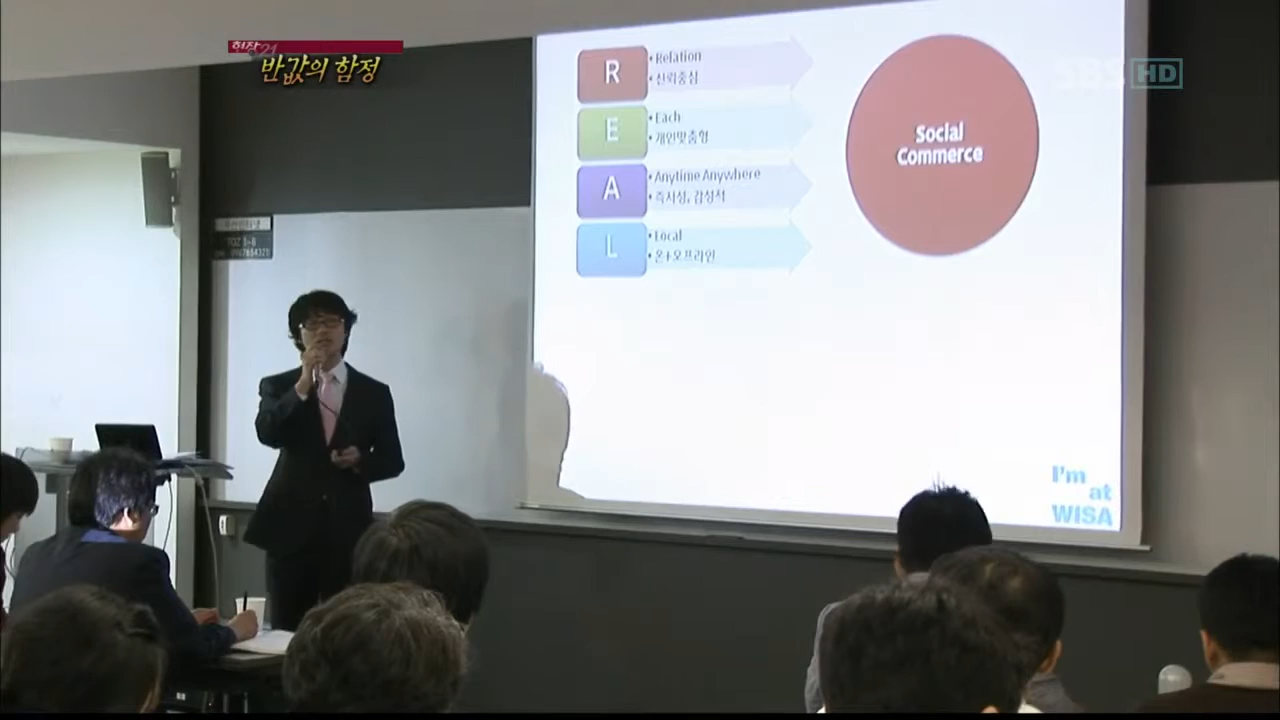 현장21
반값의 함정
SBS HD
R
• Relation
• 신뢰중심
E
• Each
• 개인맞춤형
A
• Anytime Anywhere
• 즉시성, 감성적
L
• Local
• 온+오프라인
Social
Commerce
I'm
at
WISA